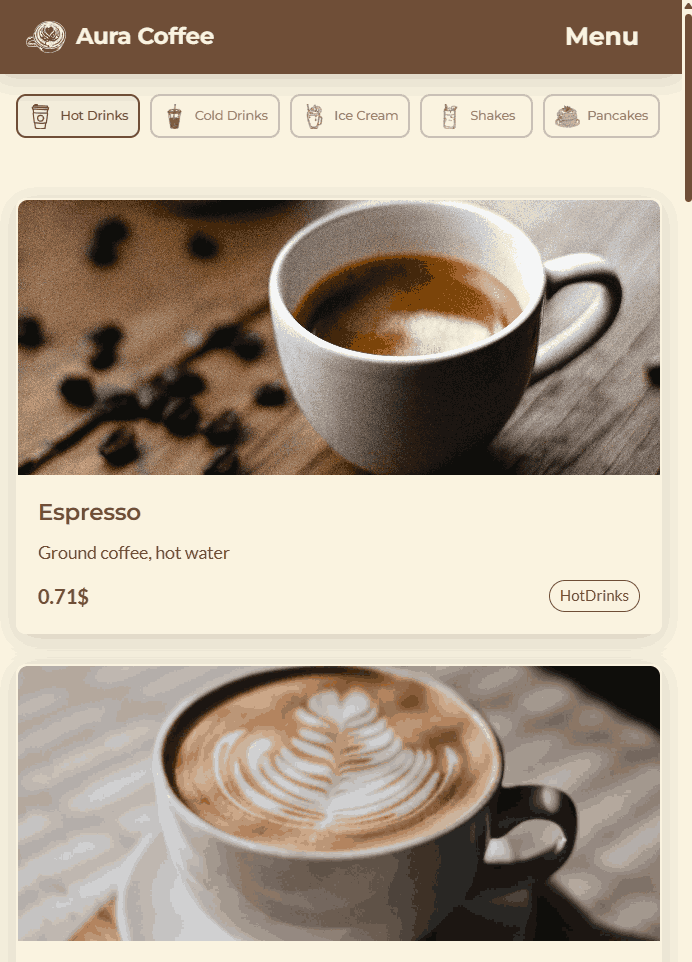 Aura Coffee
Menu
Hot Drinks
Cold Drinks
Ice Cream
Shakes
Pancakes
Espresso
Ground coffee, hot water
0.71$
HotDrinks